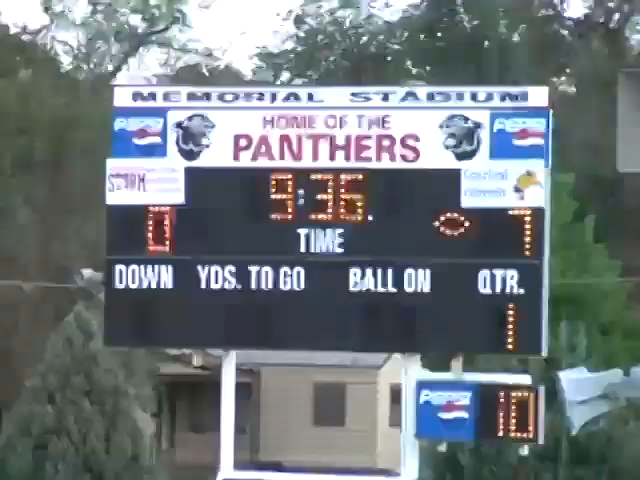 MEMORIAL STADIUM
PEPSI HOME OF THE PEPSI
PANTHERS
9:36.
0 7
TIME
DOWN YDS. TO GO BALL ON QTR.
1
PEPSI 10